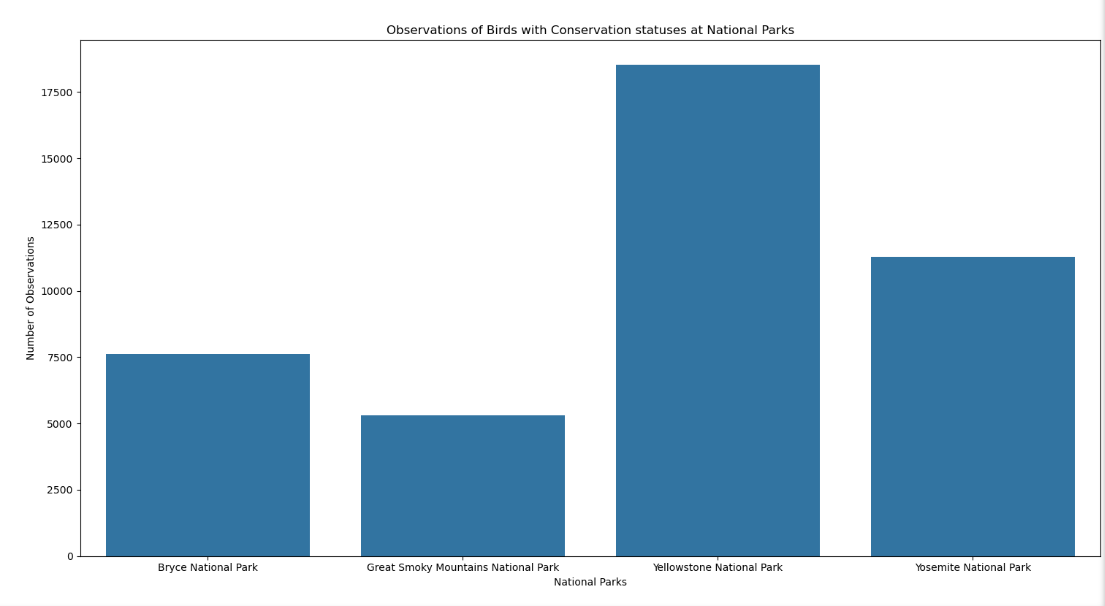 Observations of Birds with Conservation statuses at National Parks
Number of Observations
17500
15000
12500
10000
7500
5000
2500
0
Bryce National Park
Great Smoky Mountains National Park
Yellowstone National Park
Yosemite National Park
National Parks